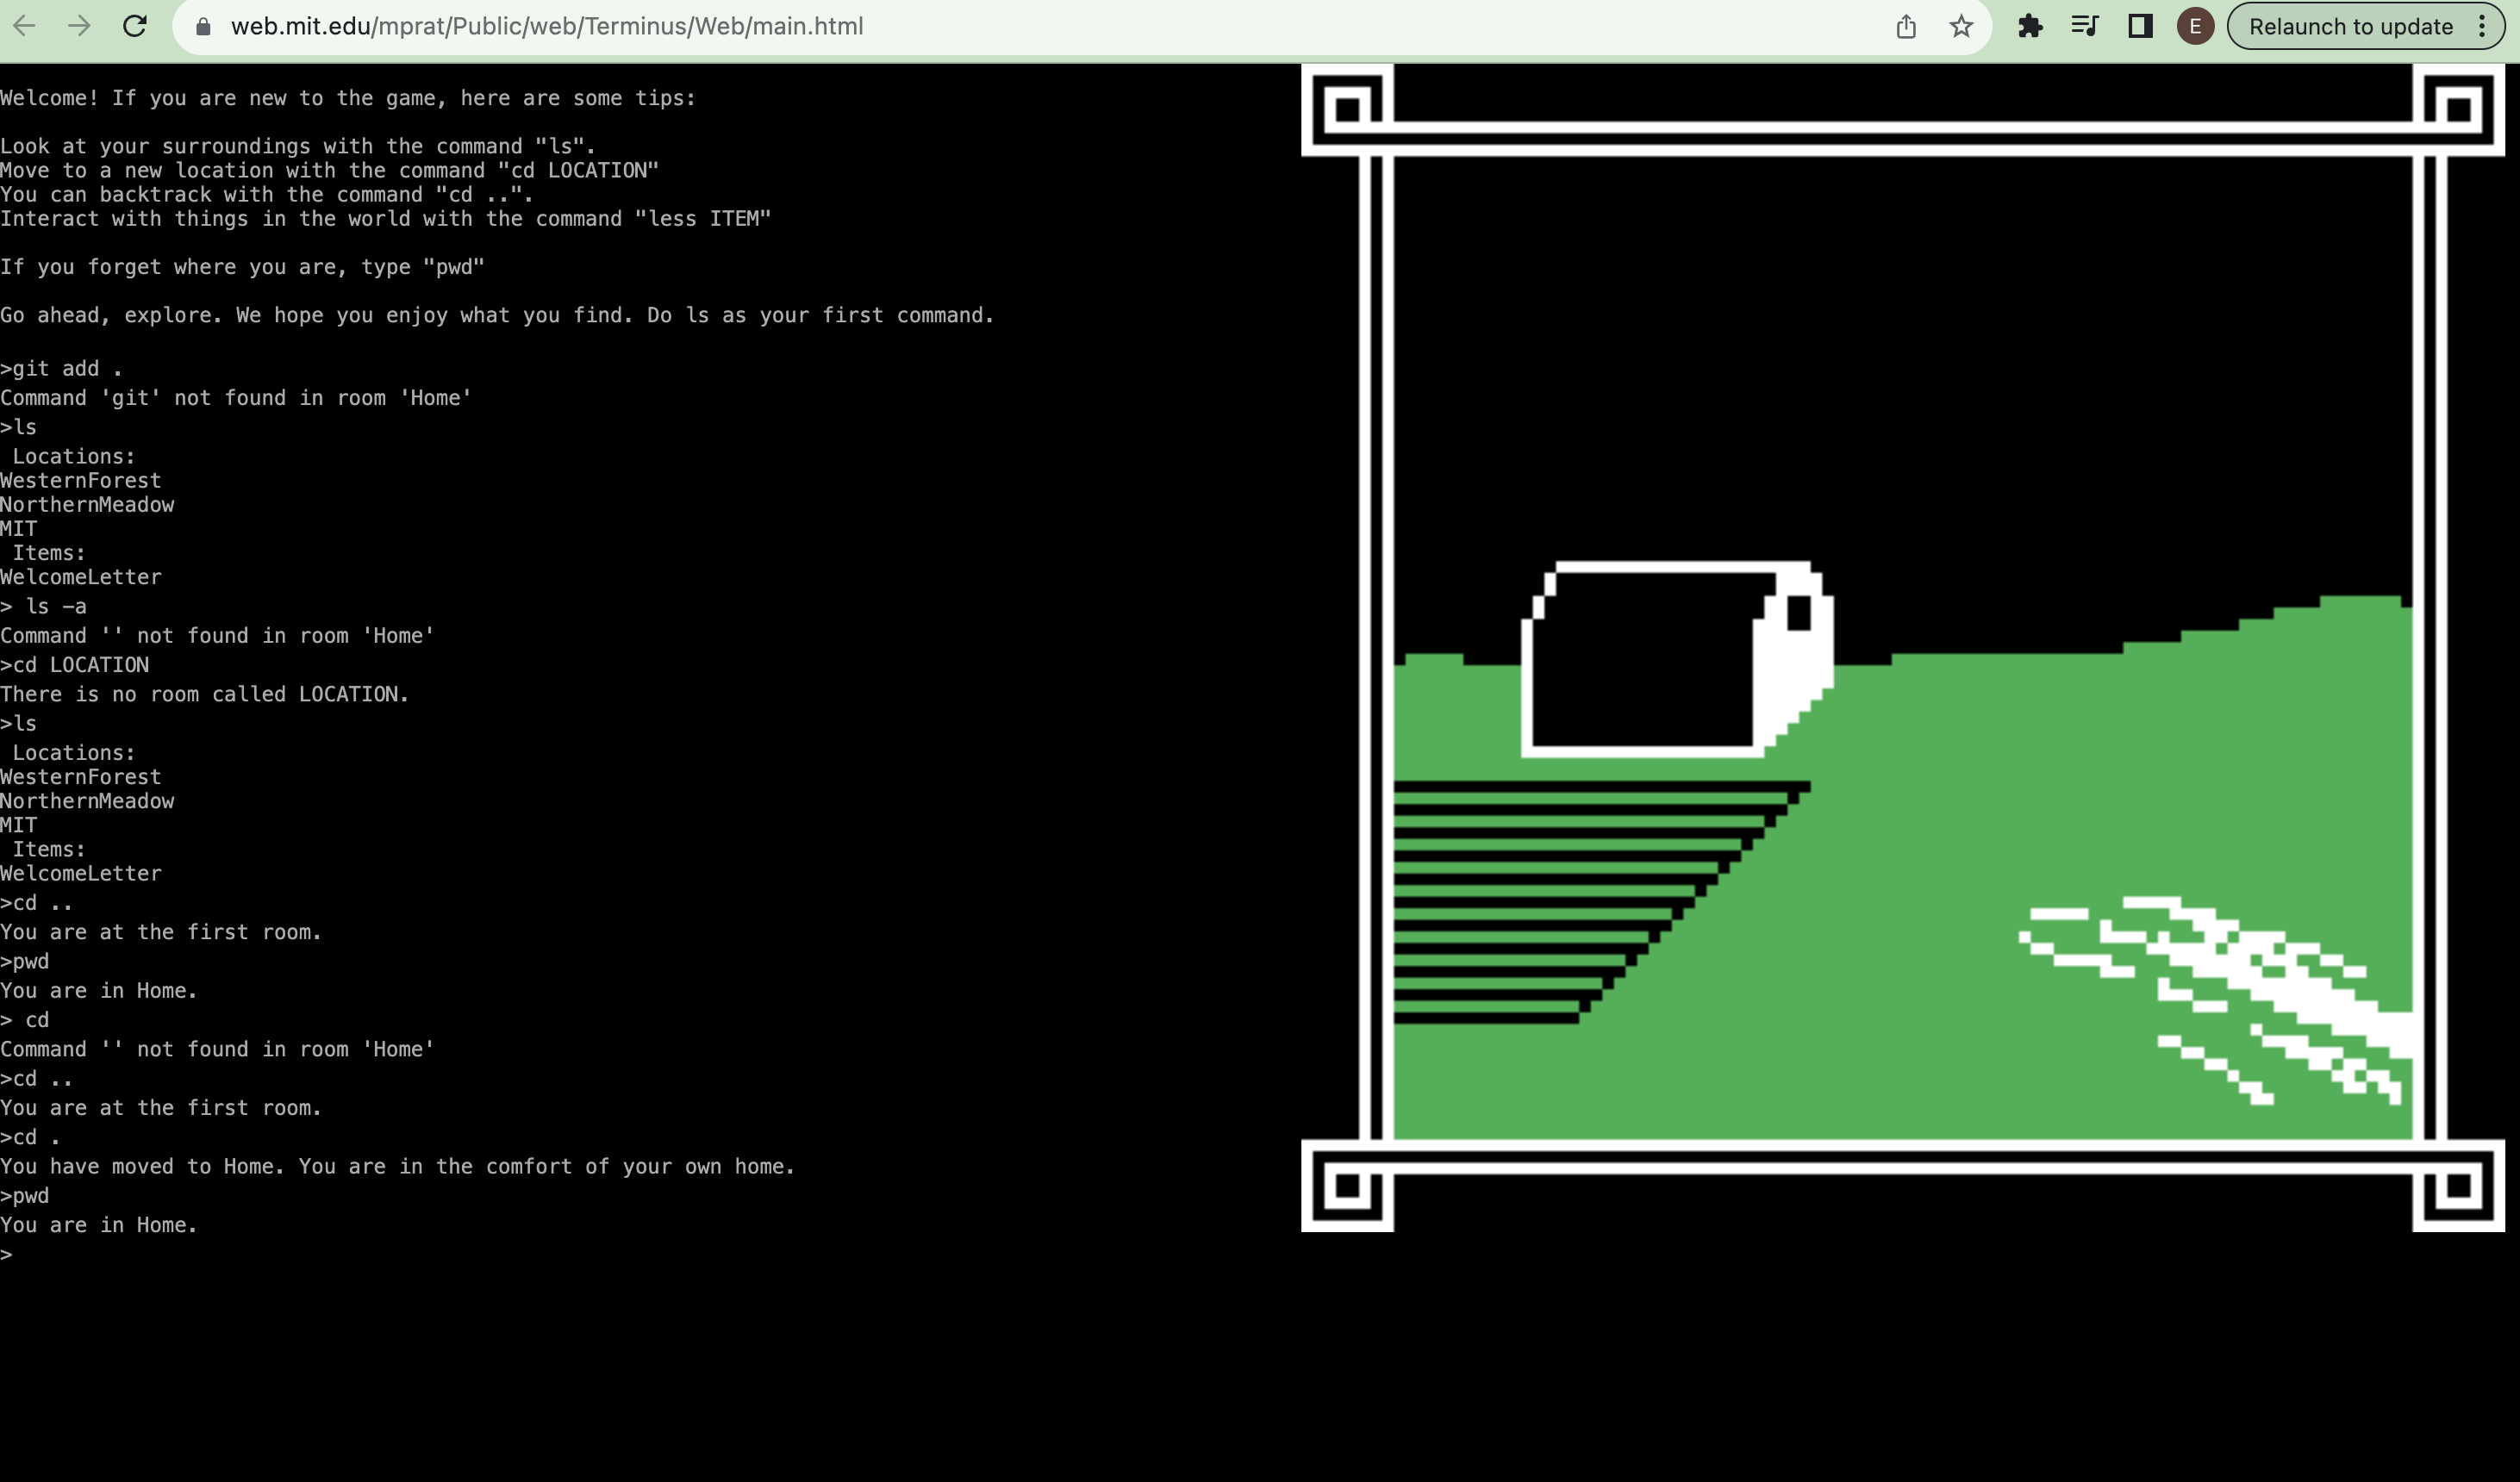 web.mit.edu/mprat/Public/web/Terminus/Web/main.html
E
Relaunch to update
Welcome! If you are new to the game, here are some tips:
Look at your surroundings with the command "ls".
Move to a new location with the command "cd LOCATION"
You can backtrack with the command "cd ..".
Interact with things in the world with the command "less ITEM"
If you forget where you are, type "pwd"
Go ahead, explore. We hope you enjoy what you find. Do ls as your first command.
>git add .
Command 'git' not found in room 'Home'
>ls
Locations:
WesternForest
NorthernMeadow
MIT
Items:
WelcomeLetter
> ls -a
Command '' not found in room 'Home'
>cd LOCATION
There is no room called LOCATION.
>ls
Locations:
WesternForest
NorthernMeadow
MIT
Items:
WelcomeLetter
>cd ..
You are at the first room.
>pwd
You are in Home.
> cd
Command '' not found in room 'Home'
>cd ..
You are at the first room.
>cd .
You have moved to Home. You are in the comfort of your own home.
>pwd
You are in Home.
>